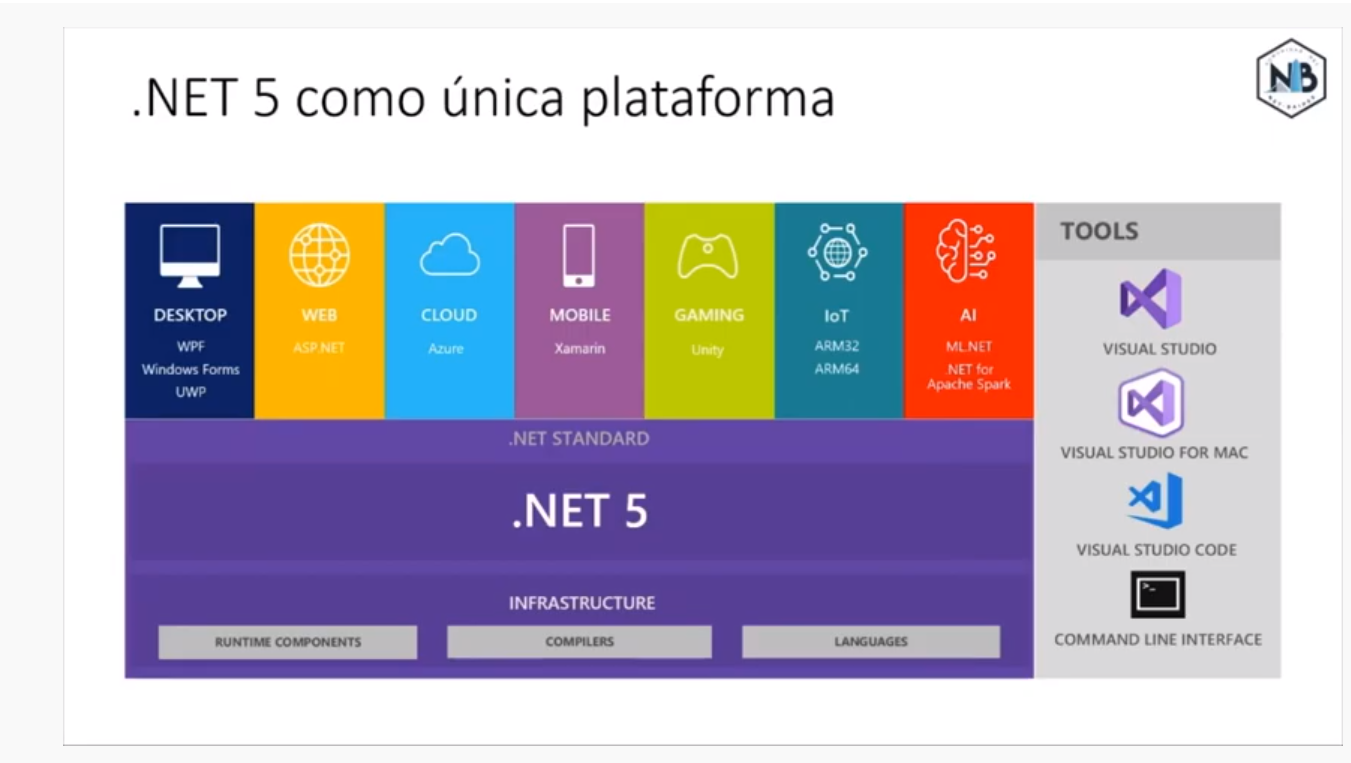 .NET 5 como única plataforma
NB
DESKTOP
WPF
Windows Forms
UWP
WEB
ASP.NET
CLOUD
Azure
MOBILE
Xamarin
GAMING
Unity
IoT
ARM32
ARM64
AI
ML.NET
.NET for
Apache Spark
.NET STANDARD
.NET 5
INFRASTRUCTURE
RUNTIME COMPONENTS
COMPILERS
LANGUAGES
TOOLS
VISUAL STUDIO
VISUAL STUDIO FOR MAC
VISUAL STUDIO CODE
>_
COMMAND LINE INTERFACE